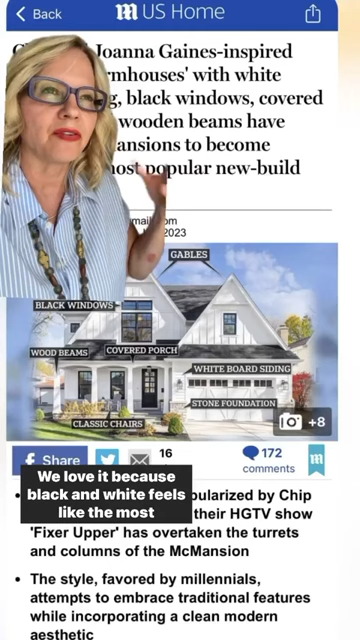 Back
m US Home
Joanna Gaines-inspired
rmhouses' with white
g, black windows, covered
wooden beams have
ansions to become
ost popular new-build
2023
GABLES
BLACK WINDOWS
WOOD BEAMS
COVERED PORCH
WHITE BOARD SIDING
STONE FOUNDATION
CLASSIC CHAIRS
+8
f Share
16
172
comments
m
We love it because
black and white feels
like the most
pularized by Chip
their HGTV show
'Fixer Upper' has overtaken the turrets
and columns of the McMansion
• The style, favored by millennials,
attempts to embrace traditional features
while incorporating a clean modern
aesthetic